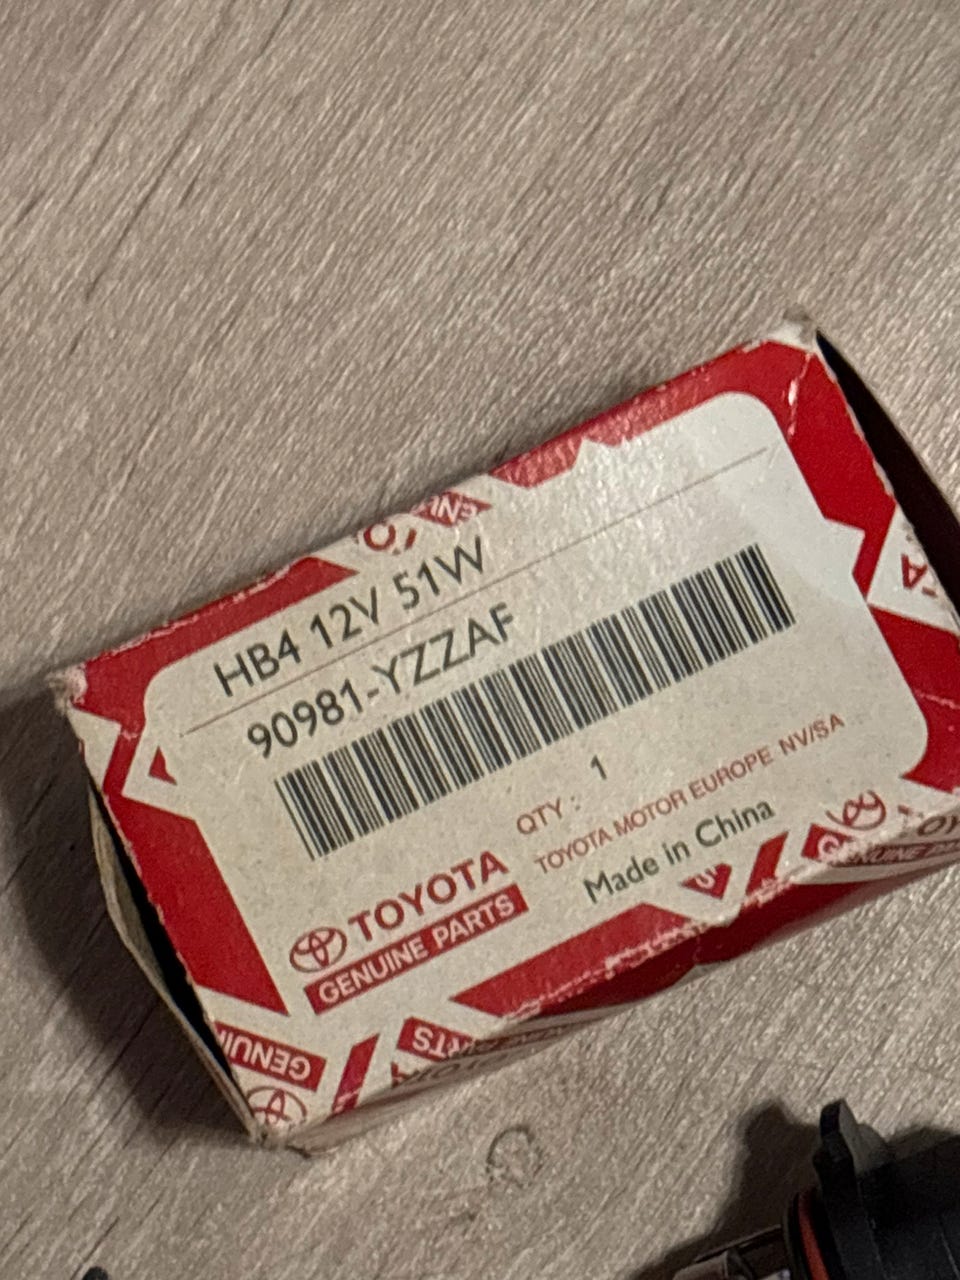 HB4 12V 51W
90981-YZZAF
QTY : 1
TOYOTA MOTOR EUROPE NV/SA
Made in China
TOYOTA
GENUINE PARTS